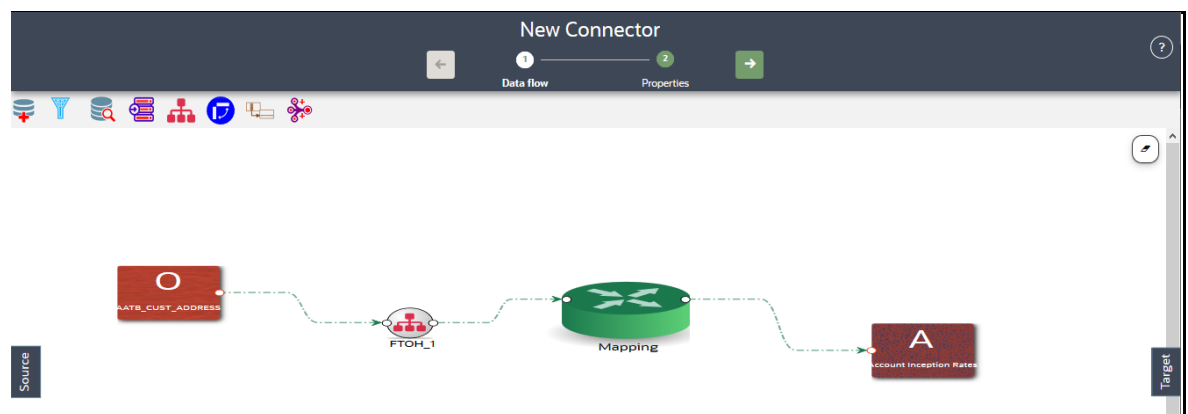 New Connector
?
1
2
Data flow
Properties
O
AATB_CUST_ADDRESS
FTOH_1
Mapping
A
Account Inception Rates
Source
Target